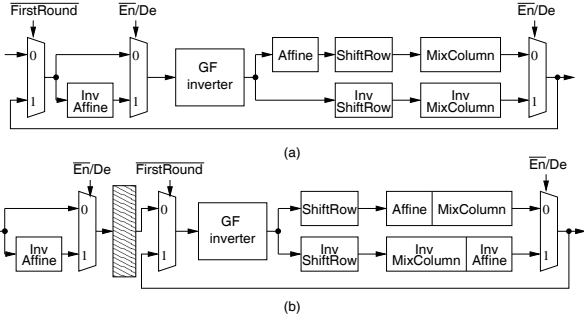 FirstRound
En/De
En/De
0
1
Inv
Affine
0
1
GF
inverter
Affine
ShiftRow
MixColumn
Inv
ShiftRow
Inv
MixColumn
0
1
(a)
En/De
FirstRound
En/De
Inv
Affine
0
1
0
1
GF
inverter
ShiftRow
Affine
MixColumn
Inv
ShiftRow
Inv
MixColumn
Inv
Affine
0
1
(b)